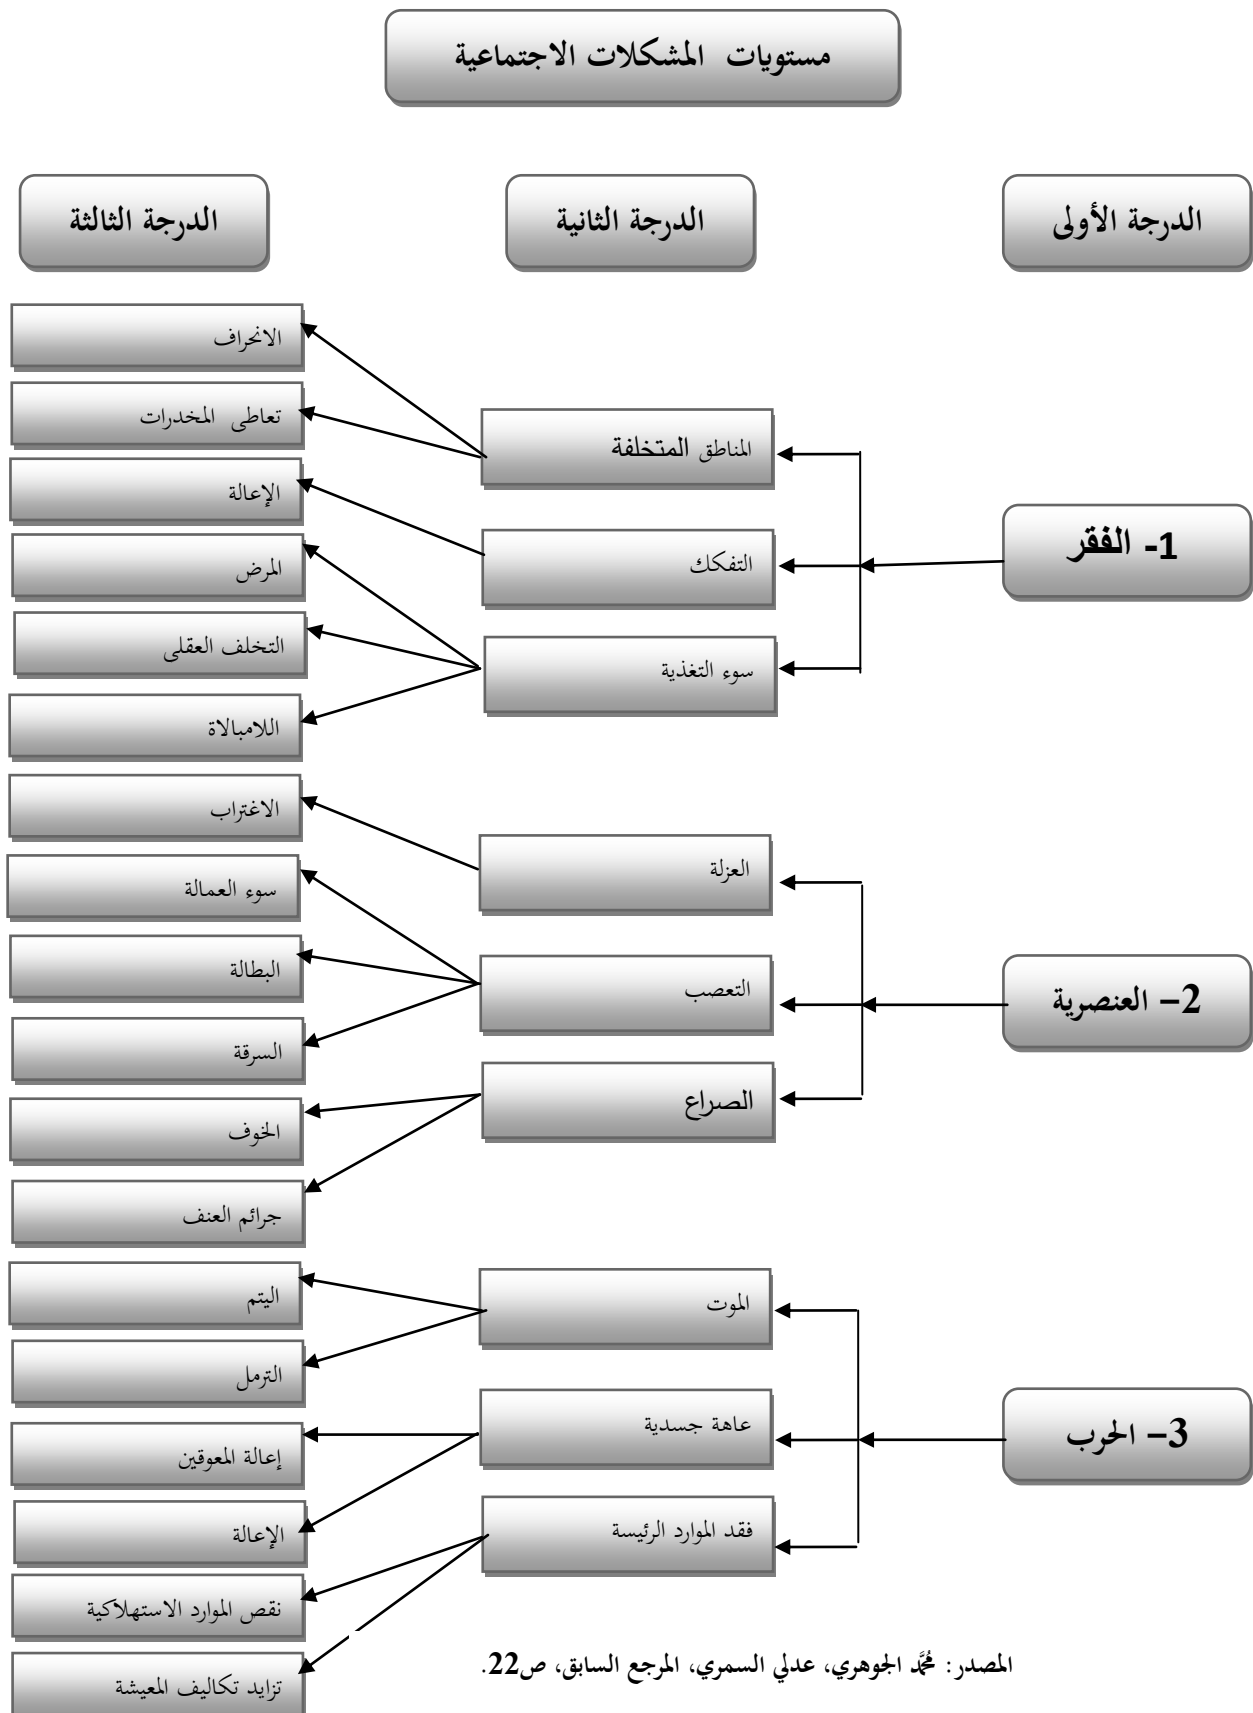 مستويات المشكلات الاجتماعية
الدرجة الأولى
الدرجة الثانية
الدرجة الثالثة
1- الفقر
المناطق المتخلفة
التفكك
سوء التغذية
الانحراف
تعاطى المخدرات
الإعالة
المرض
التخلف العقلى
اللامبالاة
2– العنصرية
العزلة
التعصب
الصراع
الاغتراب
سوء العمالة
البطالة
السرقة
الخوف
جرائم العنف
3– الحرب
الموت
عاهة جسدية
فقد الموارد الرئيسة
اليتم
الترمل
إعالة المعوقين
الإعالة
نقص الموارد الاستهلاكية
تزايد تكاليف المعيشة
المصدر: محمَّد الجوهري، عدلي السمري، المرجع السابق، ص22.